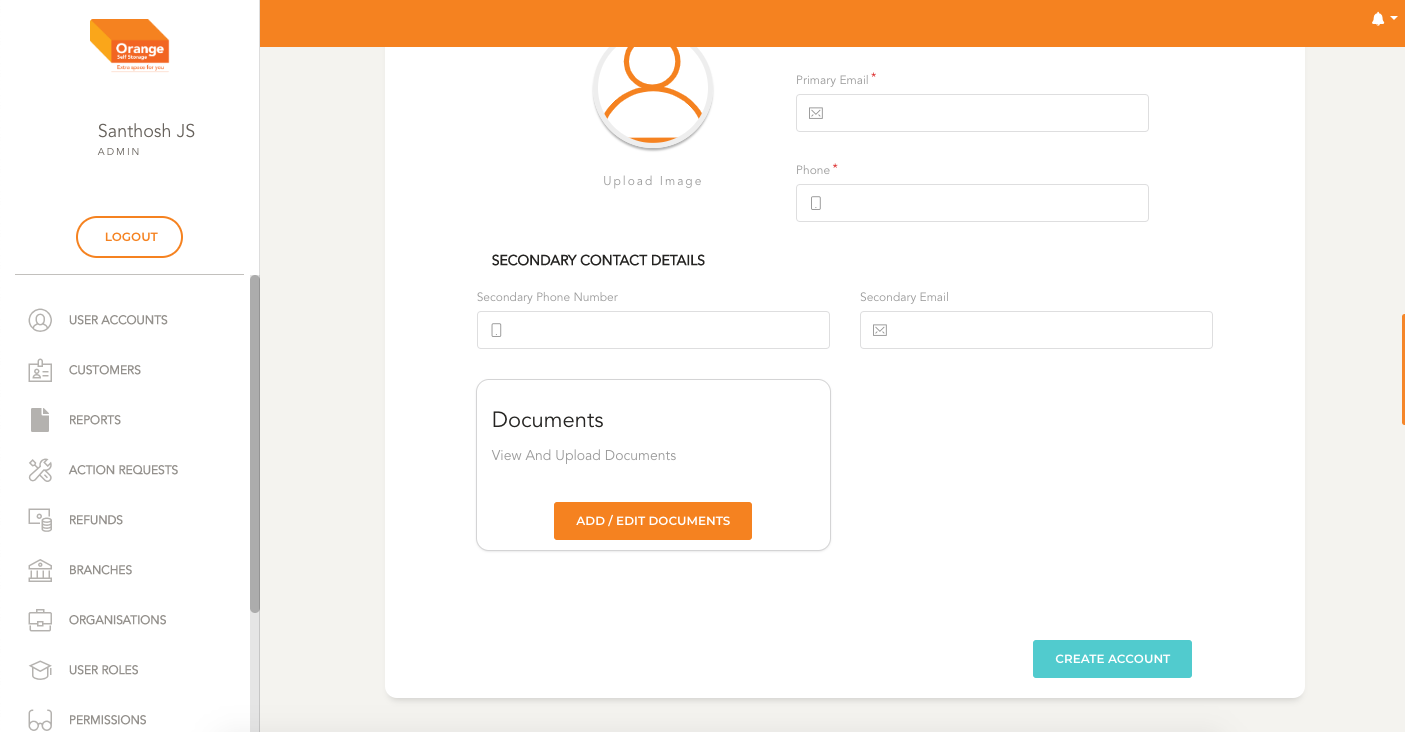 Orange
Self Storage
Extra space for you
Santhosh JS
ADMIN
LOGOUT
USER ACCOUNTS
CUSTOMERS
REPORTS
ACTION REQUESTS
REFUNDS
BRANCHES
ORGANISATIONS
USER ROLES
PERMISSIONS
Upload Image
Primary Email *
Phone *
SECONDARY CONTACT DETAILS
Secondary Phone Number
Secondary Email
Documents
View And Upload Documents
ADD / EDIT DOCUMENTS
CREATE ACCOUNT